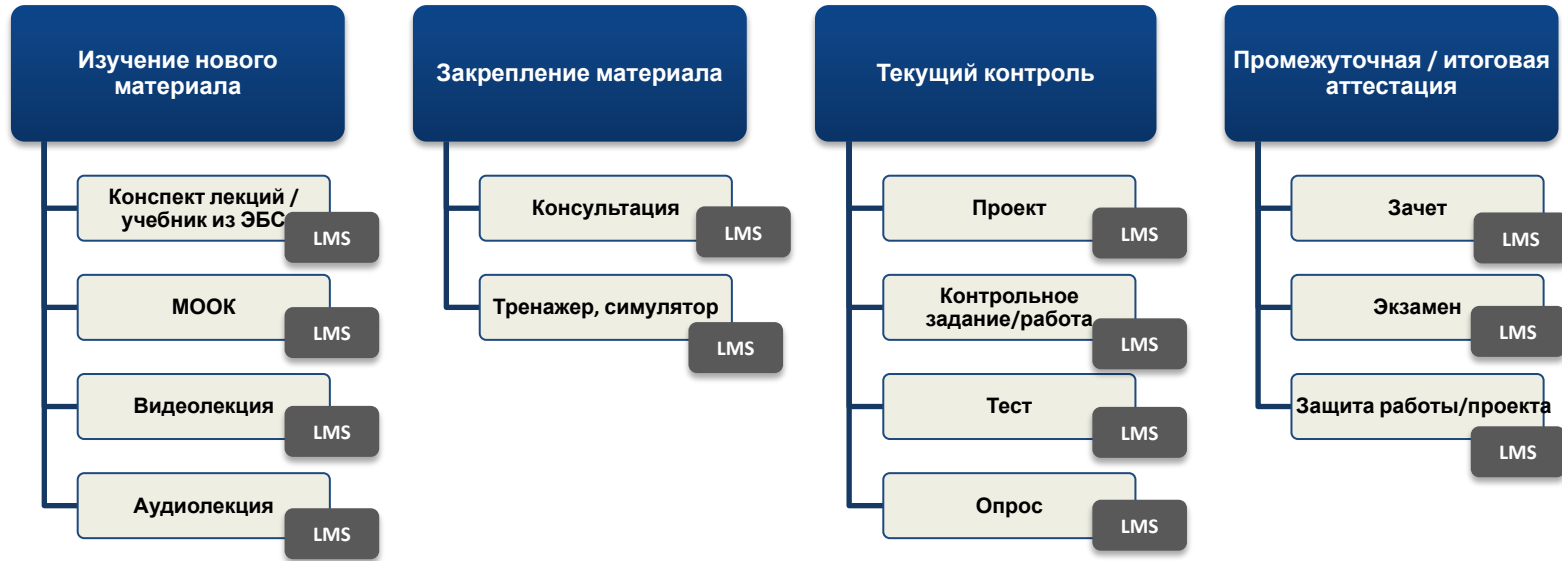 Изучение нового
материала
Конспект лекций /
учебник из ЭБС
LMS
МООК
LMS
Видеолекция
LMS
Аудиолекция
LMS
Закрепление материала
Консультация
LMS
Тренажер, симулятор
LMS
Текущий контроль
Проект
LMS
Контрольное
задание/работа
LMS
Тест
LMS
Опрос
LMS
Промежуточная / итоговая
аттестация
Зачет
LMS
Экзамен
LMS
Защита работы/проекта
LMS